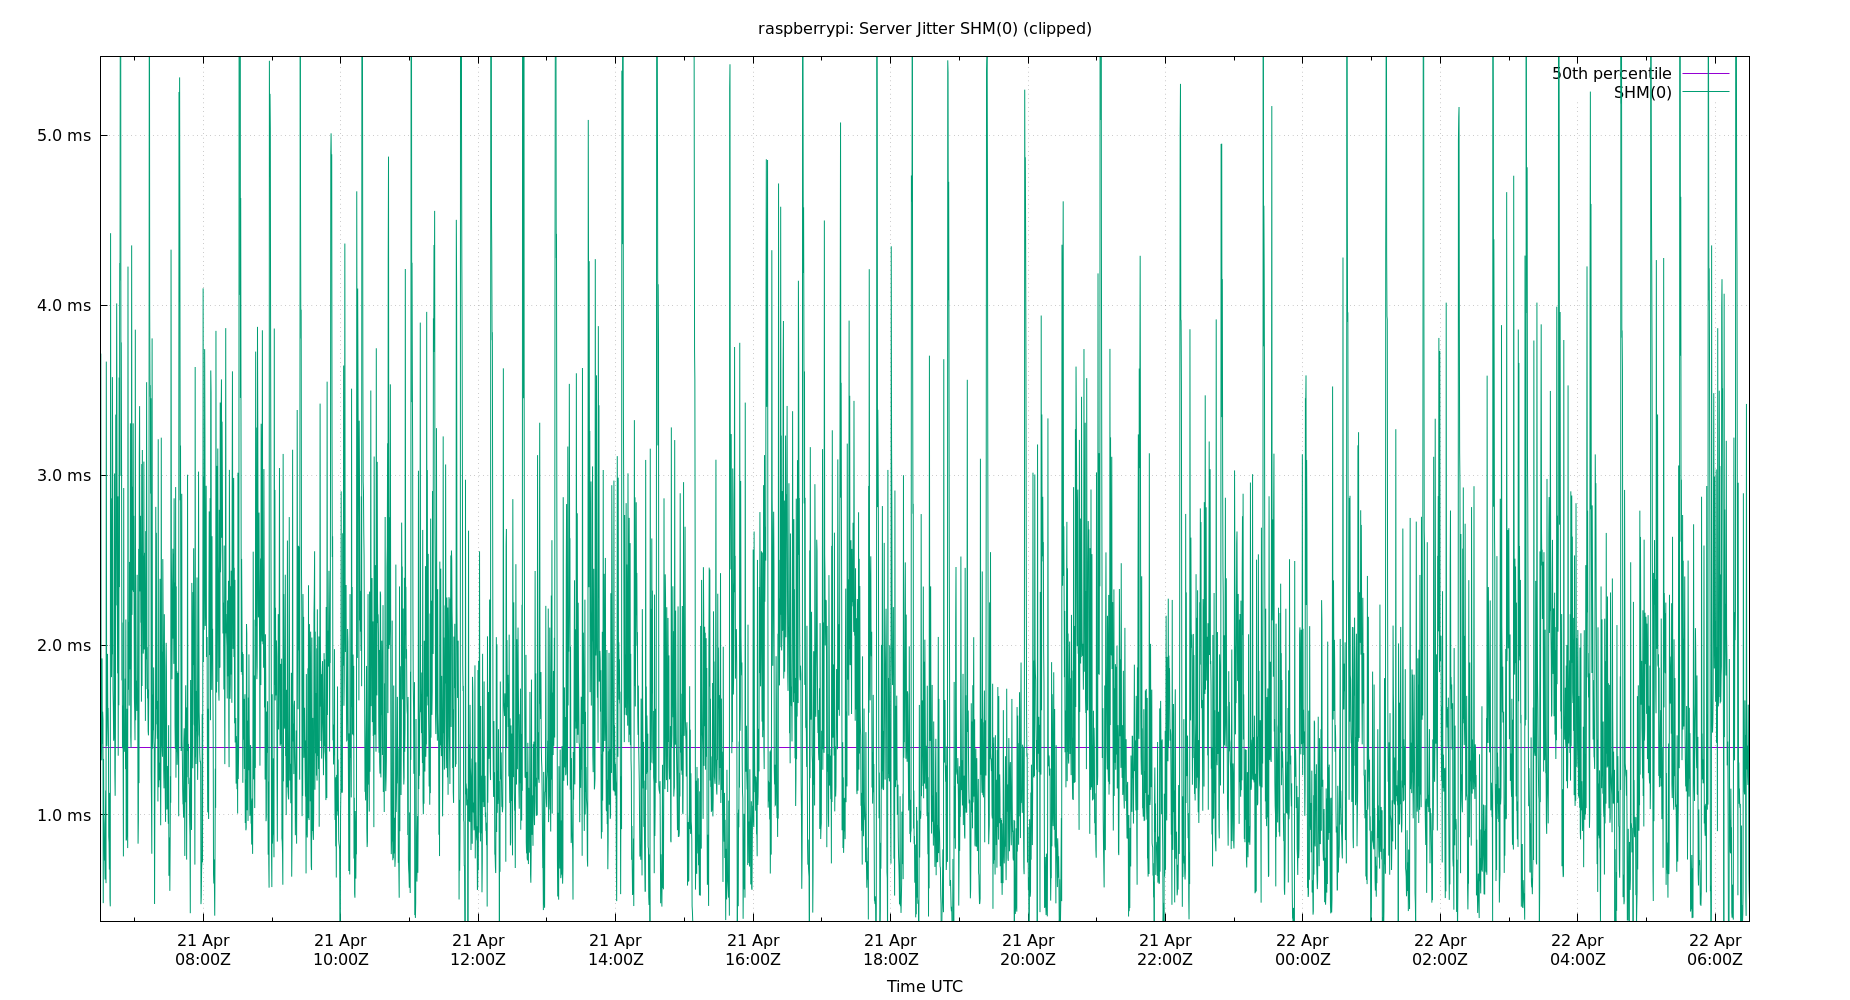 raspberrypi: Server Jitter SHM(0) (clipped)
50th percentile
SHM(0)
5.0 ms
4.0 ms
3.0 ms
2.0 ms
1.0 ms
21 Apr 21 Apr 21 Apr 21 Apr 21 Apr 21 Apr 21 Apr 21 Apr 22 Apr 22 Apr 22 Apr 22 Apr
08:00Z 10:00Z 12:00Z 14:00Z 16:00Z 18:00Z 20:00Z 22:00Z 00:00Z 02:00Z 04:00Z 06:00Z
Time UTC